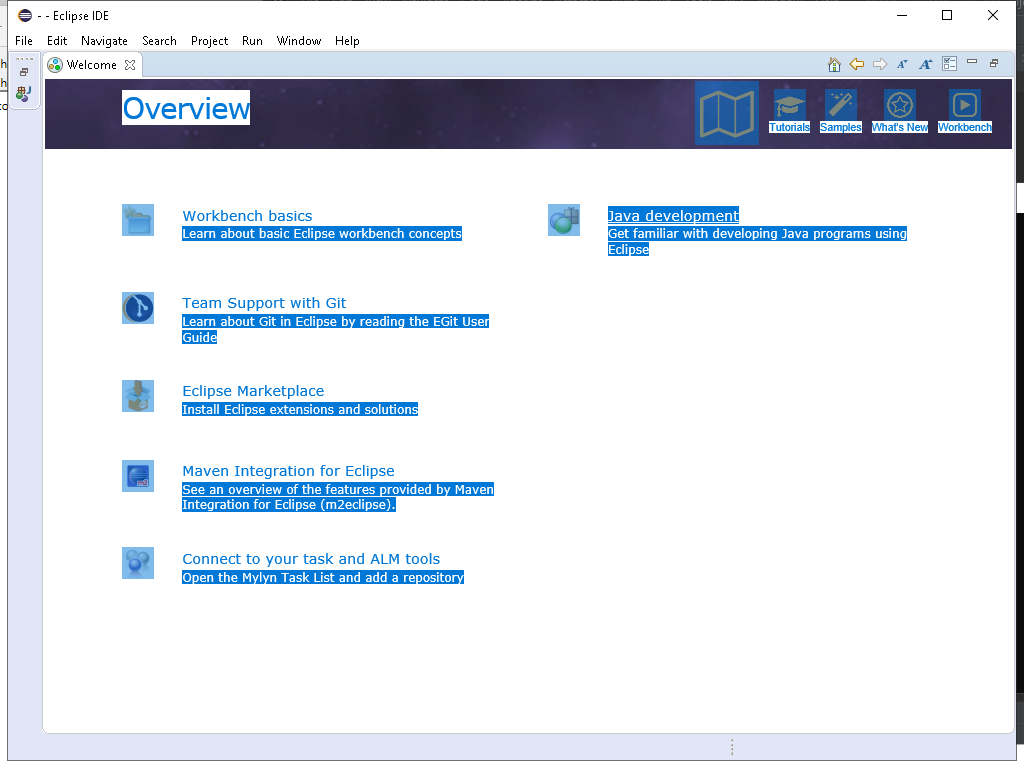 - - Eclipse IDE
File Edit Navigate Search Project Run Window Help
Welcome
Overview
Tutorials Samples What's New Workbench
Workbench basics
Learn about basic Eclipse workbench concepts
Java development
Get familiar with developing Java programs using
Eclipse
Team Support with Git
Learn about Git in Eclipse by reading the EGit User
Guide
Eclipse Marketplace
Install Eclipse extensions and solutions
Maven Integration for Eclipse
See an overview of the features provided by Maven
Integration for Eclipse (m2eclipse).
Connect to your task and ALM tools
Open the Mylyn Task List and add a repository